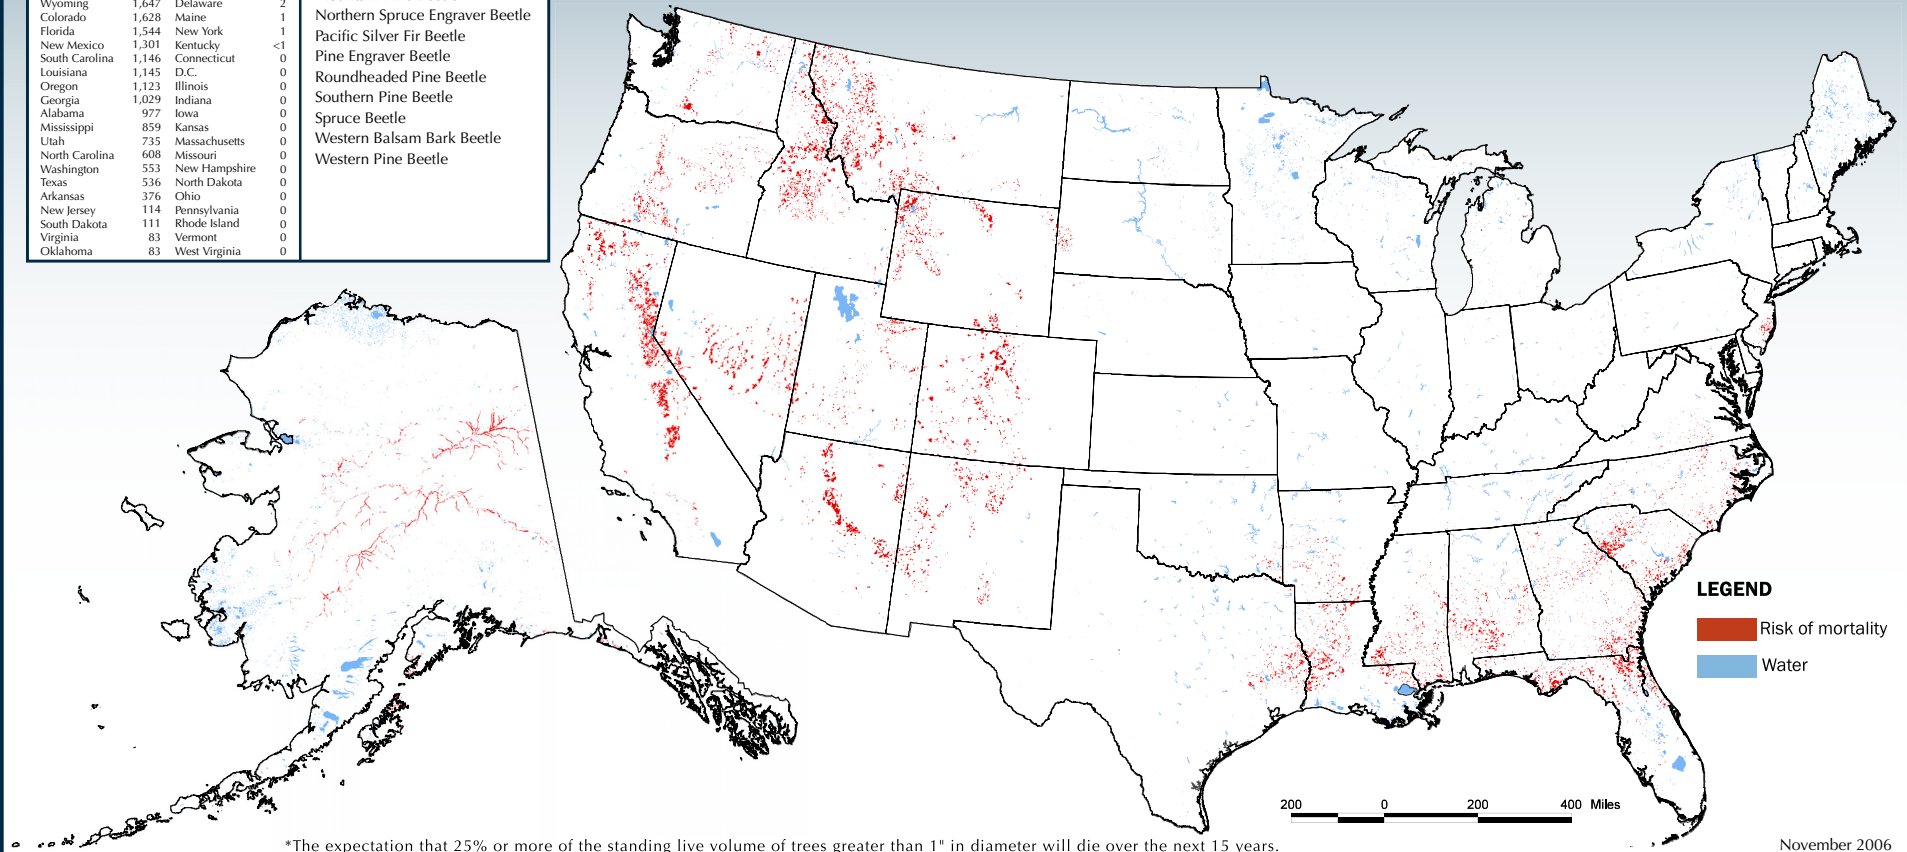 Wyoming 1,647 Delaware 2
Colorado 1,628 Maine 1
Florida 1,544 New York 1
New Mexico 1,301 Kentucky <1
South Carolina 1,146 Connecticut 0
Louisiana 1,145 D.C. 0
Oregon 1,123 Illinois 0
Georgia 1,029 Indiana 0
Alabama 977 Iowa 0
Mississippi 859 Kansas 0
Utah 735 Massachusetts 0
North Carolina 608 Missouri 0
Washington 553 New Hampshire 0
Texas 536 North Dakota 0
Arkansas 376 Ohio 0
New Jersey 114 Pennsylvania 0
South Dakota 111 Rhode Island 0
Virginia 83 Vermont 0
Oklahoma 83 West Virginia 0
Northern Spruce Engraver Beetle
Pacific Silver Fir Beetle
Pine Engraver Beetle
Roundheaded Pine Beetle
Southern Pine Beetle
Spruce Beetle
Western Balsam Bark Beetle
Western Pine Beetle
LEGEND
Risk of mortality
Water
200 0 200 400 Miles
*The expectation that 25% or more of the standing live volume of trees greater than 1" in diameter will die over the next 15 years.
November 2006